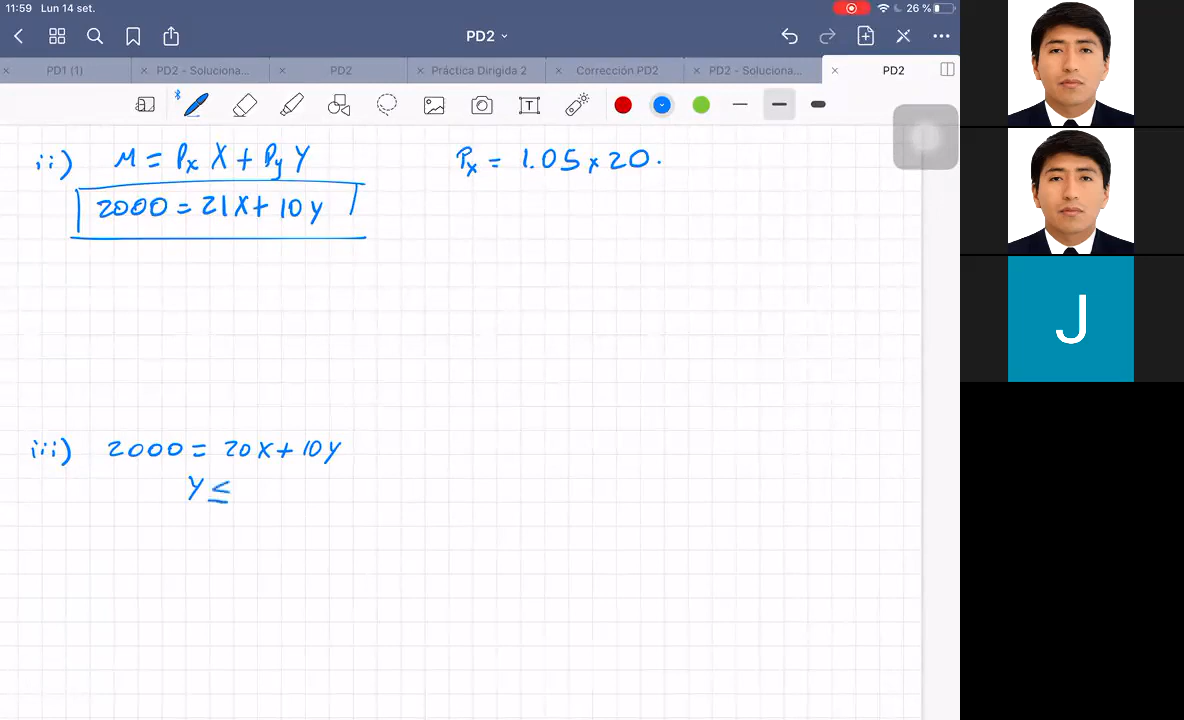 11:59 Lun 14 set. 26 %
PD2
PD1 (1) PD2 - Soluciona... PD2 Práctica Dirigida 2 Corrección PD2 PD2 - Soluciona... PD2
T
ii) M = Px X + Py Y Px = 1.05 x 20.
2000 = 21X + 10Y
iii) 2000 = 20X + 10Y
Y ≤
J